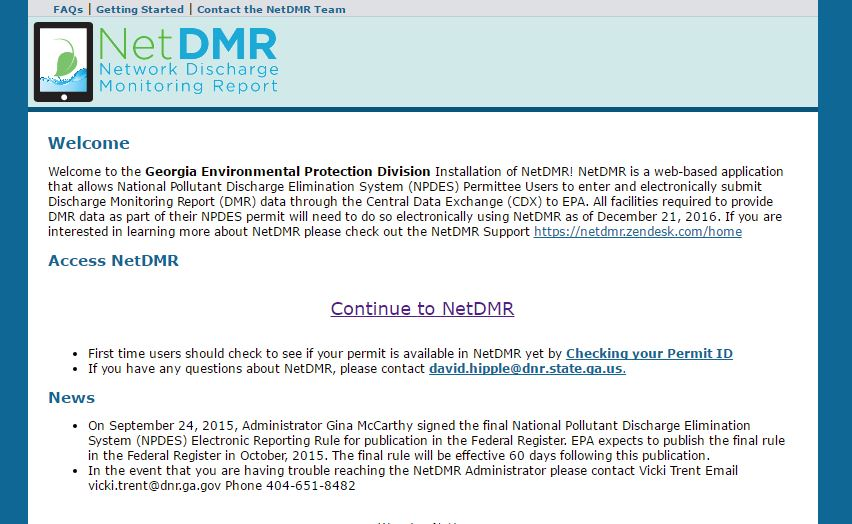 FAQs | Getting Started | Contact the NetDMR Team
NetDMR
Network Discharge
Monitoring Report
Welcome
Welcome to the Georgia Environmental Protection Division Installation of NetDMR! NetDMR is a web-based application
that allows National Pollutant Discharge Elimination System (NPDES) Permittee Users to enter and electronically submit
Discharge Monitoring Report (DMR) data through the Central Data Exchange (CDX) to EPA. All facilities required to provide
DMR data as part of their NPDES permit will need to do so electronically using NetDMR as of December 21, 2016. If you are
interested in learning more about NetDMR please check out the NetDMR Support https://netdmr.zendesk.com/home
Access NetDMR
Continue to NetDMR
• First time users should check to see if your permit is available in NetDMR yet by Checking your Permit ID
• If you have any questions about NetDMR, please contact david.hipple@dnr.state.ga.us.
News
• On September 24, 2015, Administrator Gina McCarthy signed the final National Pollutant Discharge Elimination
System (NPDES) Electronic Reporting Rule for publication in the Federal Register. EPA expects to publish the final rule
in the Federal Register in October, 2015. The final rule will be effective 60 days following this publication.
• In the event that you are having trouble reaching the NetDMR Administrator please contact Vicki Trent Email
vicki.trent@dnr.ga.gov Phone 404-651-8482